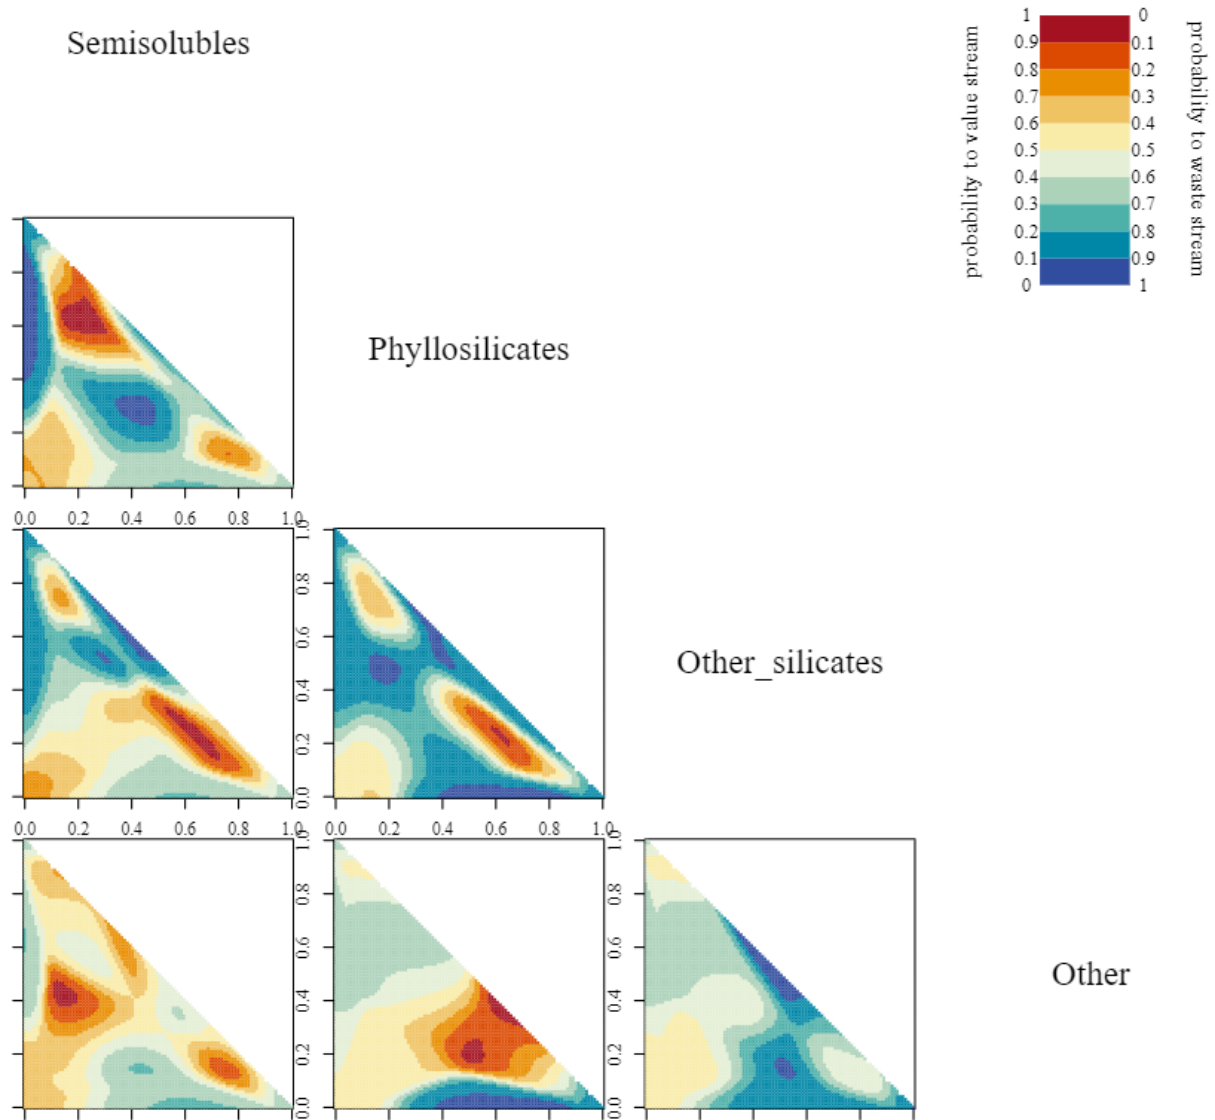 Semisolubles
probability to value stream
1 0
0.9 0.1
0.8 0.2
0.7 0.3
0.6 0.4
0.5 0.5
0.4 0.6
0.3 0.7
0.2 0.8
0.1 0.9
0 1
probability to waste stream
Phyllosilicates
0.0 0.2 0.4 0.6 0.8 1.0
Other_silicates
0.0 0.2 0.4 0.6 0.8 1.0
0.0 0.2 0.4 0.6 0.8 1.0
0.0 0.2 0.4 0.6 0.8 1.0
Other
0.0 0.2 0.4 0.6 0.8 1.0
0.0 0.2 0.4 0.6 0.8 1.0